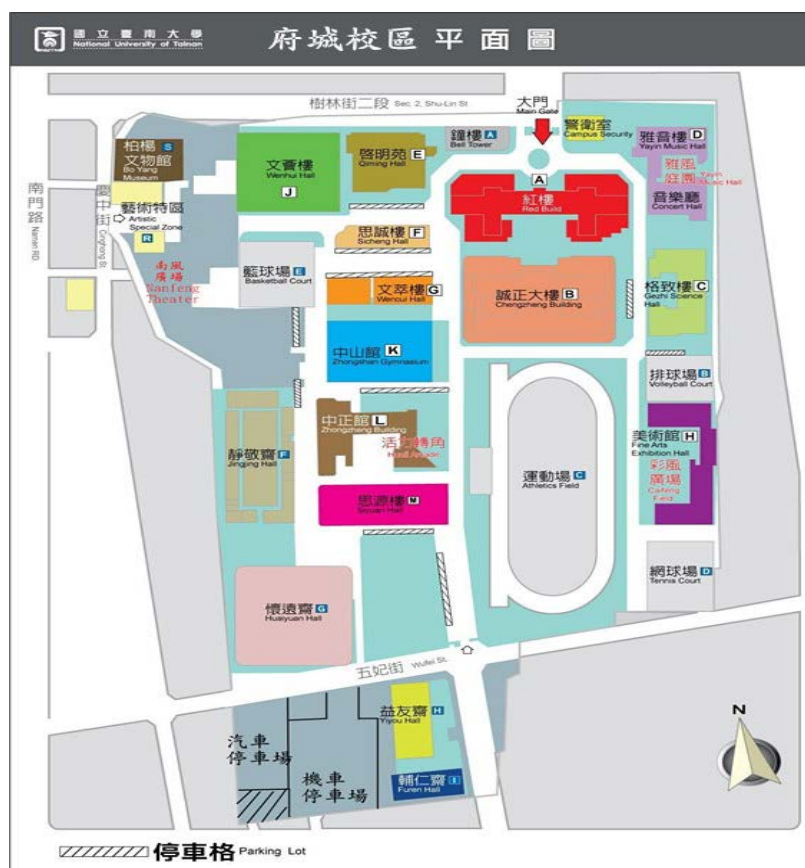 國立臺南大學
National University of Tainan
府城校區平面圖
樹林街二段 Sec. 2, Shu-Lin St
大門
Main Gate
警衛室
Campus Security
柏楊 S
文物館
Bo Yang
Museum
文薈樓
Wenhui Hall
J
啓明苑 E
Qiming Hall
鐘樓 A
Bell Tower
雅音樓 D
Yayin Music Hall
雅風
庭園
Yayin
Music Hall
音樂廳
Concert Hall
A
紅樓
Red Build
南門路
Nanmen RD
慶中街
Cinghong St
藝術特區
Artistic
Special Zone
R
南風
廣場
Nanfeng
Theater
思誠樓 F
Sicheng Hall
籃球場 E
Basketball Court
文萃樓 G
Wencui Hall
誠正大樓 B
Chengzheng Building
格致樓 C
Gezhi Science
Hall
中山館 K
Zhongshan Gymnasium
排球場 B
Volleyball Court
中正館 L
Zhongzheng Building
美術館 H
Fine Arts
Exhibition Hall
彩風
廣場
Caifeng
Field
靜敬齋 F
Jingjing Hall
運動場 C
Athletics Field
思源樓 M
Siyuan Hall
網球場 D
Tennis Court
懷遠齋 G
Huaiyuan Hall
五妃街 Wufei St.
益友齋 H
Yiyou Hall
汽車
停車場
機車
停車場
輔仁齋 I
Furen Hall
N
停車格 Parking Lot